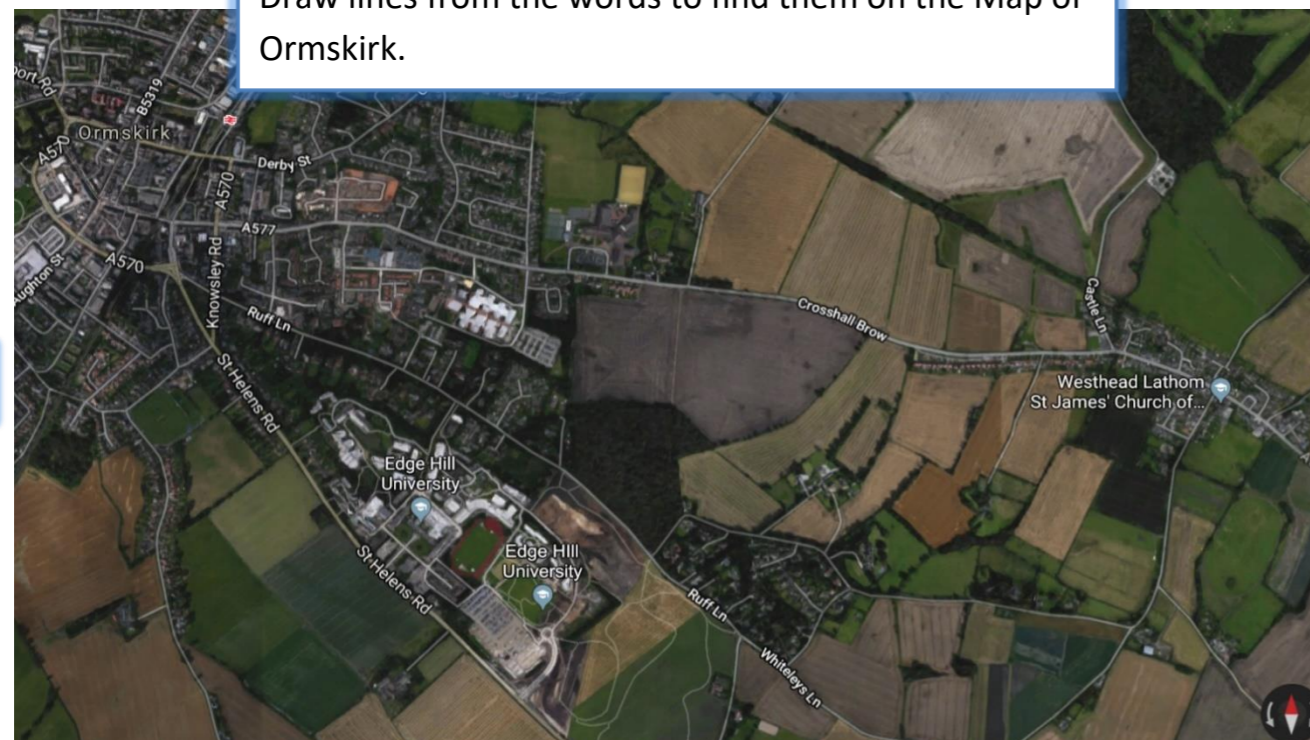 Draw lines from the words to find them on the Map of
Ormskirk.
B5319
Ormskirk
A570
Derby St
A570
A577
Knowsley Rd
A570
Aughton St
Ruff Ln
St Helens Rd
Crosshall Brow
Castle Ln
Westhead Lathom
St James' Church of...
Edge Hill
University
Edge HIll
University
St Helens Rd
Ruff Ln
Whiteleys Ln